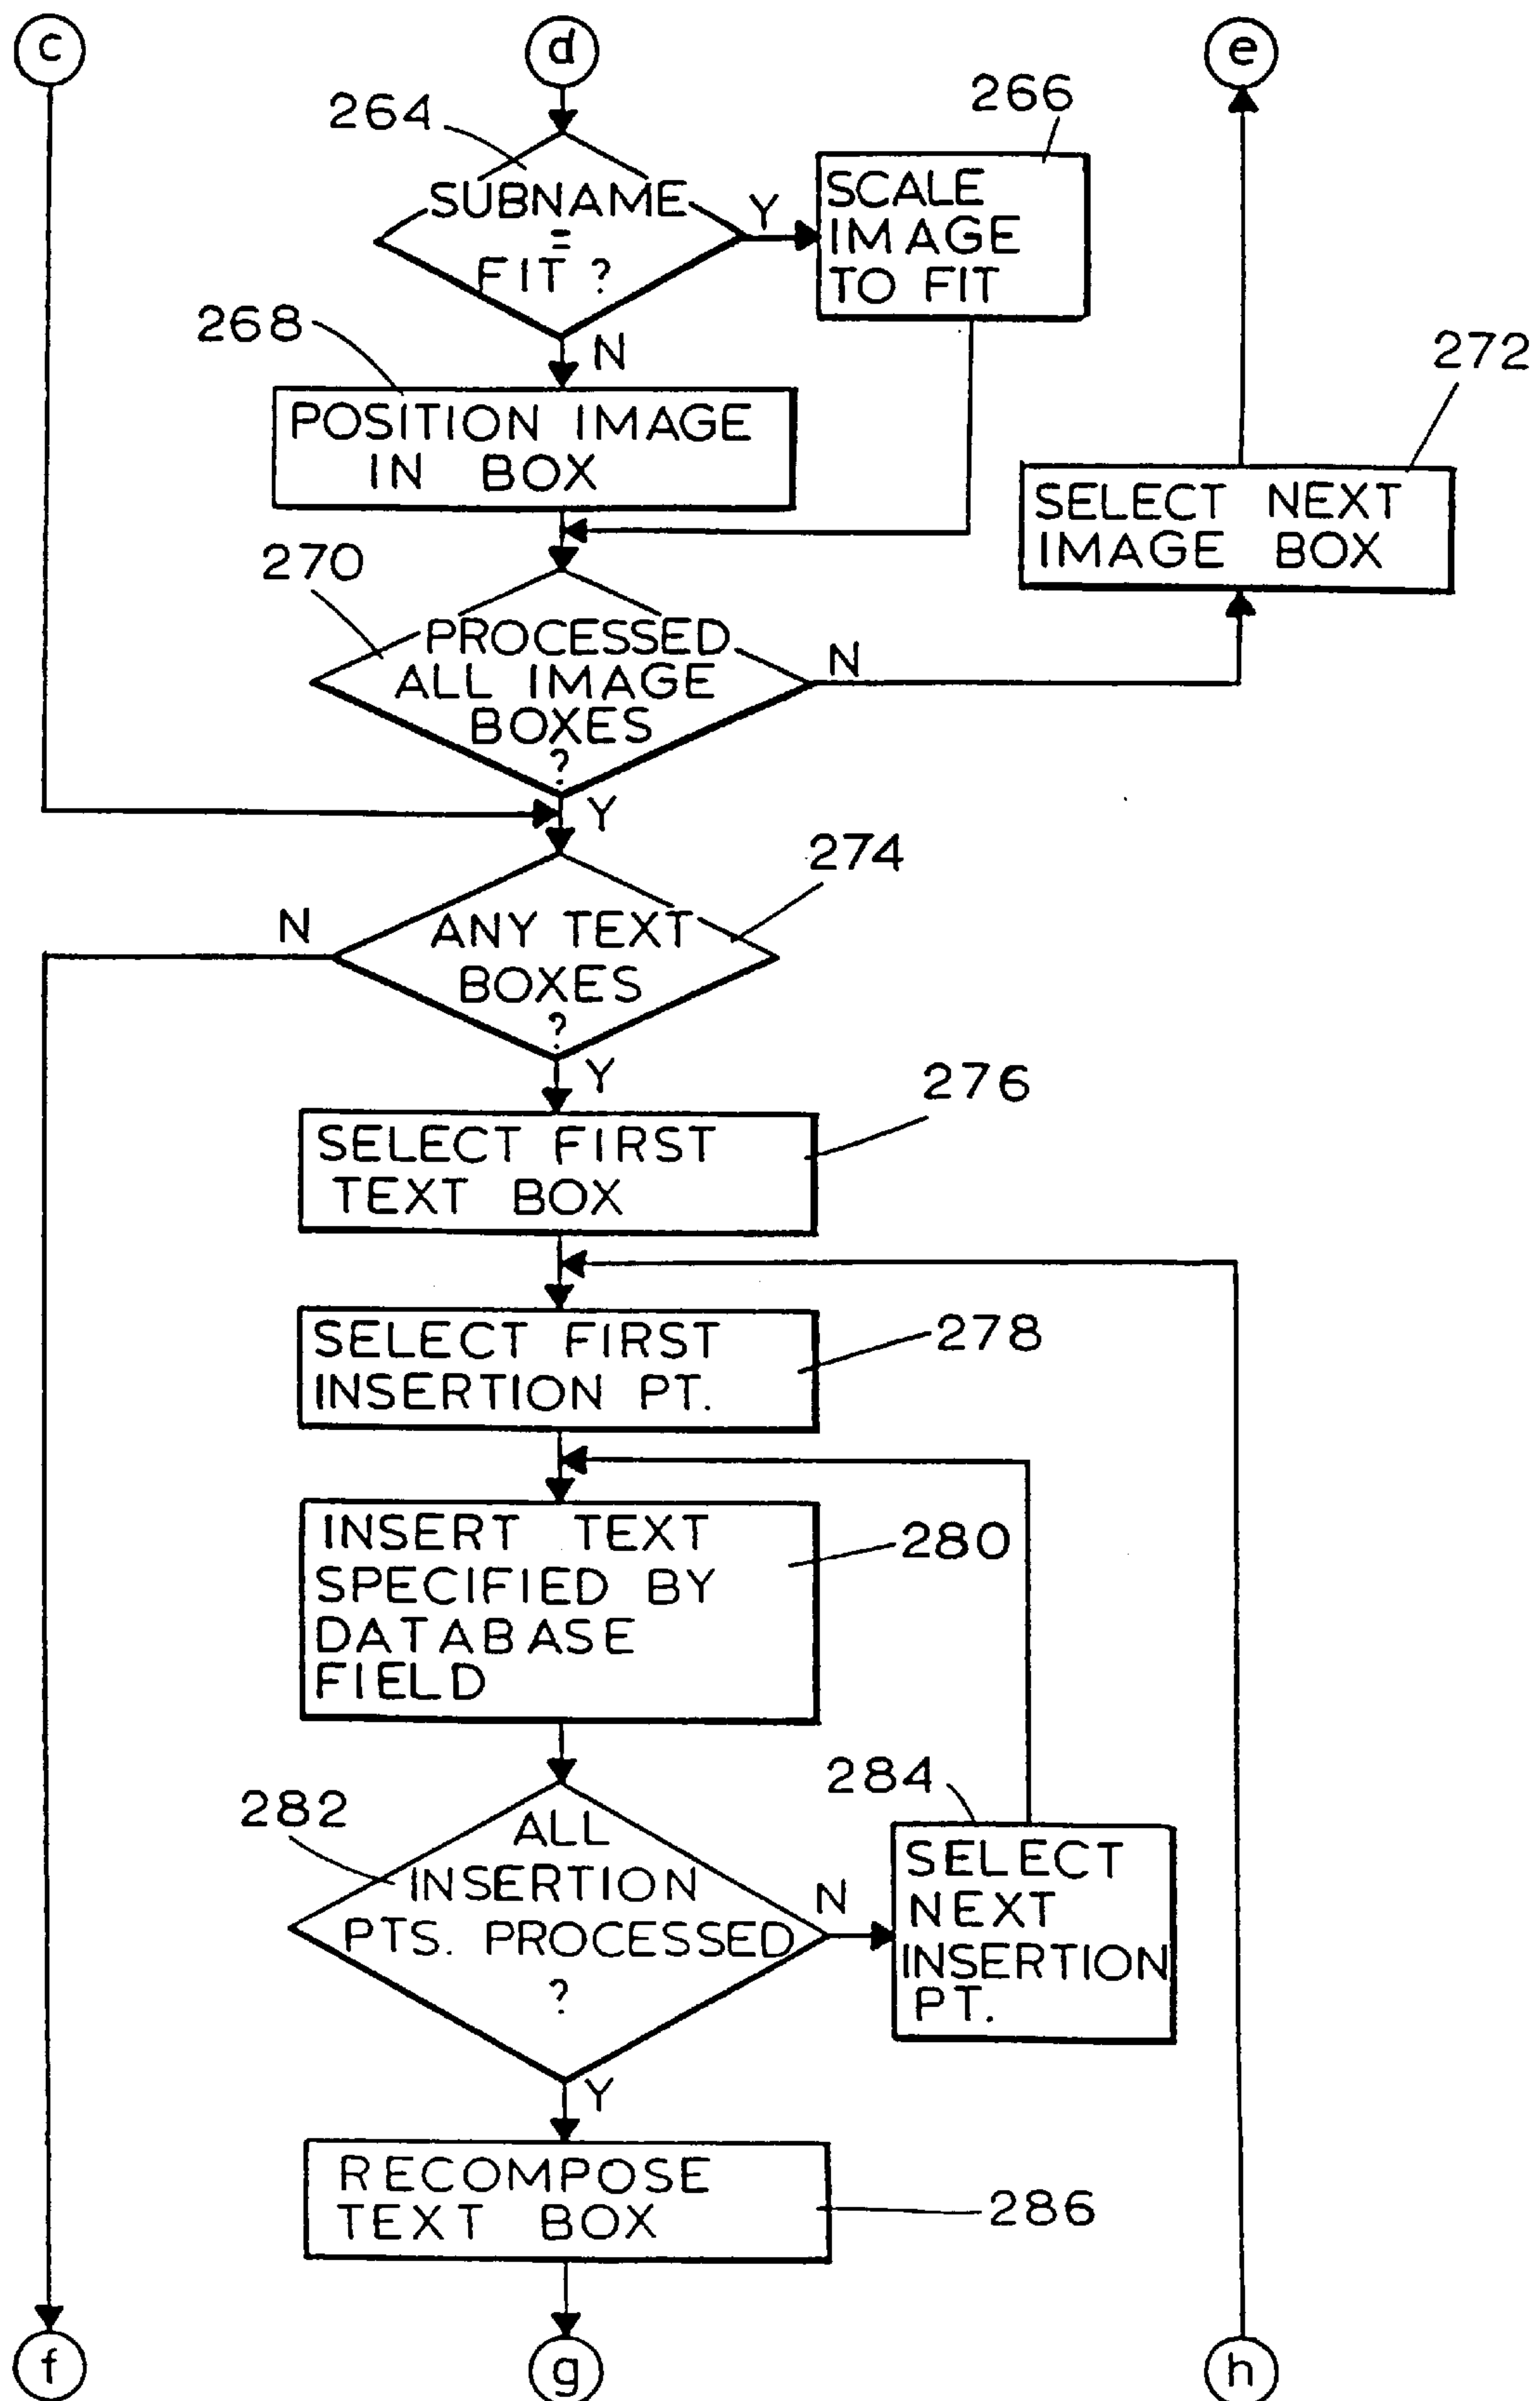 c
d
e
264
266
SUBNAME
=
FIT ?
Y
SCALE
IMAGE
TO FIT
268
N
272
POSITION IMAGE
IN BOX
SELECT NEXT
IMAGE BOX
270
PROCESSED
ALL IMAGE
BOXES
?
N
Y
274
N
ANY TEXT
BOXES
?
Y
276
SELECT FIRST
TEXT BOX
278
SELECT FIRST
INSERTION PT.
280
INSERT TEXT
SPECIFIED BY
DATABASE
FIELD
282
284
ALL
INSERTION
PTS. PROCESSED
?
N
SELECT
NEXT
INSERTION
PT.
Y
RECOMPOSE
TEXT BOX
286
f
g
h